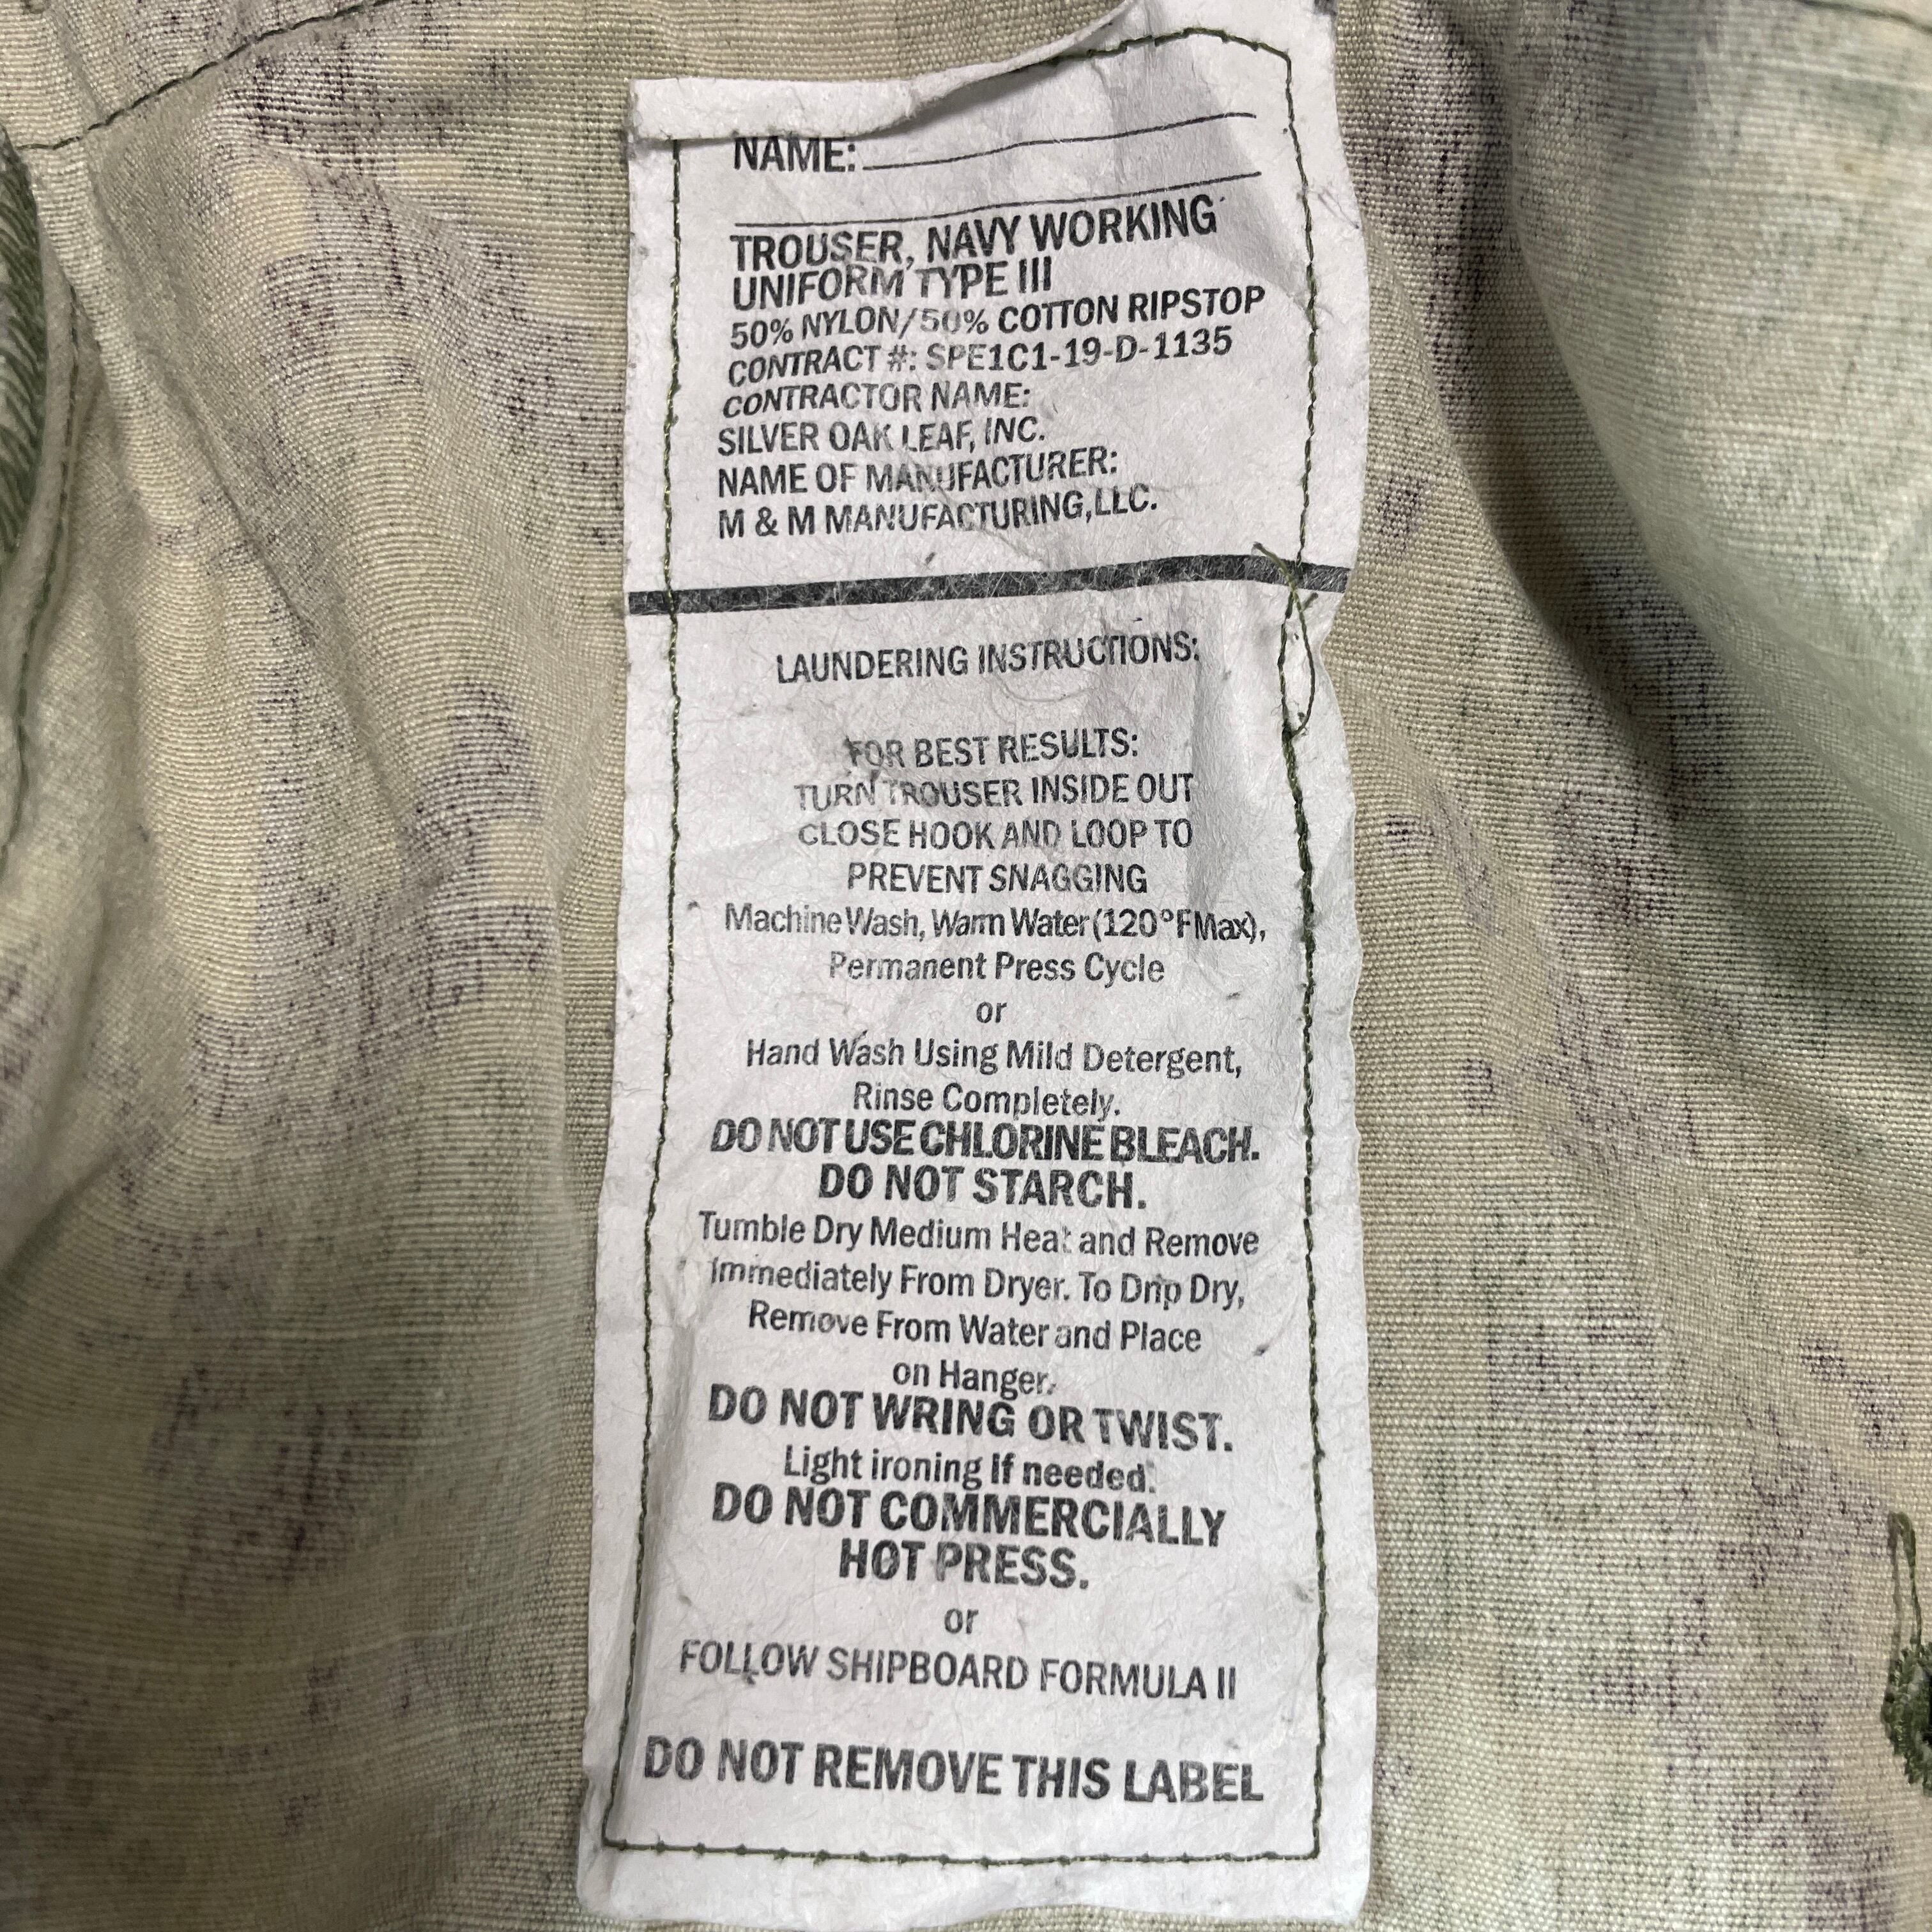 NAME:
TROUSER, NAVY WORKING
UNIFORM TYPE III
50% NYLON/50% COTTON RIPSTOP
CONTRACT #: SPE1C1-19-D-1135
CONTRACTOR NAME:
SILVER OAK LEAF, INC.
NAME OF MANUFACTURER:
M & M MANUFACTURING,LLC.
LAUNDERING INSTRUCTIONS:
FOR BEST RESULTS:
TURN TROUSER INSIDE OUT
CLOSE HOOK AND LOOP TO
PREVENT SNAGGING
Machine Wash, Warm Water (120°F Max),
Permanent Press Cycle
or
Hand Wash Using Mild Detergent,
Rinse Completely.
DO NOT USE CHLORINE BLEACH.
DO NOT STARCH.
Tumble Dry Medium Heat and Remove
Immediately From Dryer. To Drip Dry,
Remove From Water and Place
on Hanger.
DO NOT WRING OR TWIST.
Light ironing If needed.
DO NOT COMMERCIALLY
HOT PRESS.
or
FOLLOW SHIPBOARD FORMULA II
DO NOT REMOVE THIS LABEL